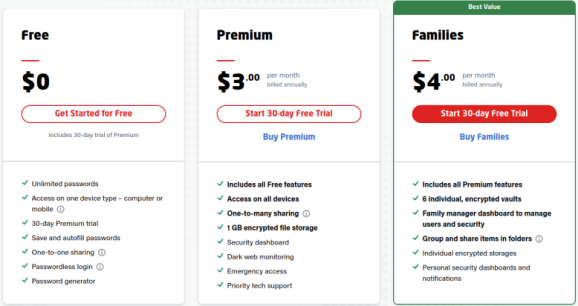 Best Value
Free
$0
Get Started for Free
Includes 30-day trial of Premium
Unlimited passwords
Access on one device type – computer or
mobile
30-day Premium trial
Save and autofill passwords
One-to-one sharing
Passwordless login
Password generator
Premium
$3.00 per month
billed annually
Start 30-day Free Trial
Buy Premium
Includes all Free features
Access on all devices
One-to-many sharing
1 GB encrypted file storage
Security dashboard
Dark web monitoring
Emergency access
Priority tech support
Families
$4.00 per month
billed annually
Start 30-day Free Trial
Buy Families
Includes all Premium features
6 individual, encrypted vaults
Family manager dashboard to manage
users and security
Group and share items in folders
Individual encrypted storages
Personal security dashboards and
notifications